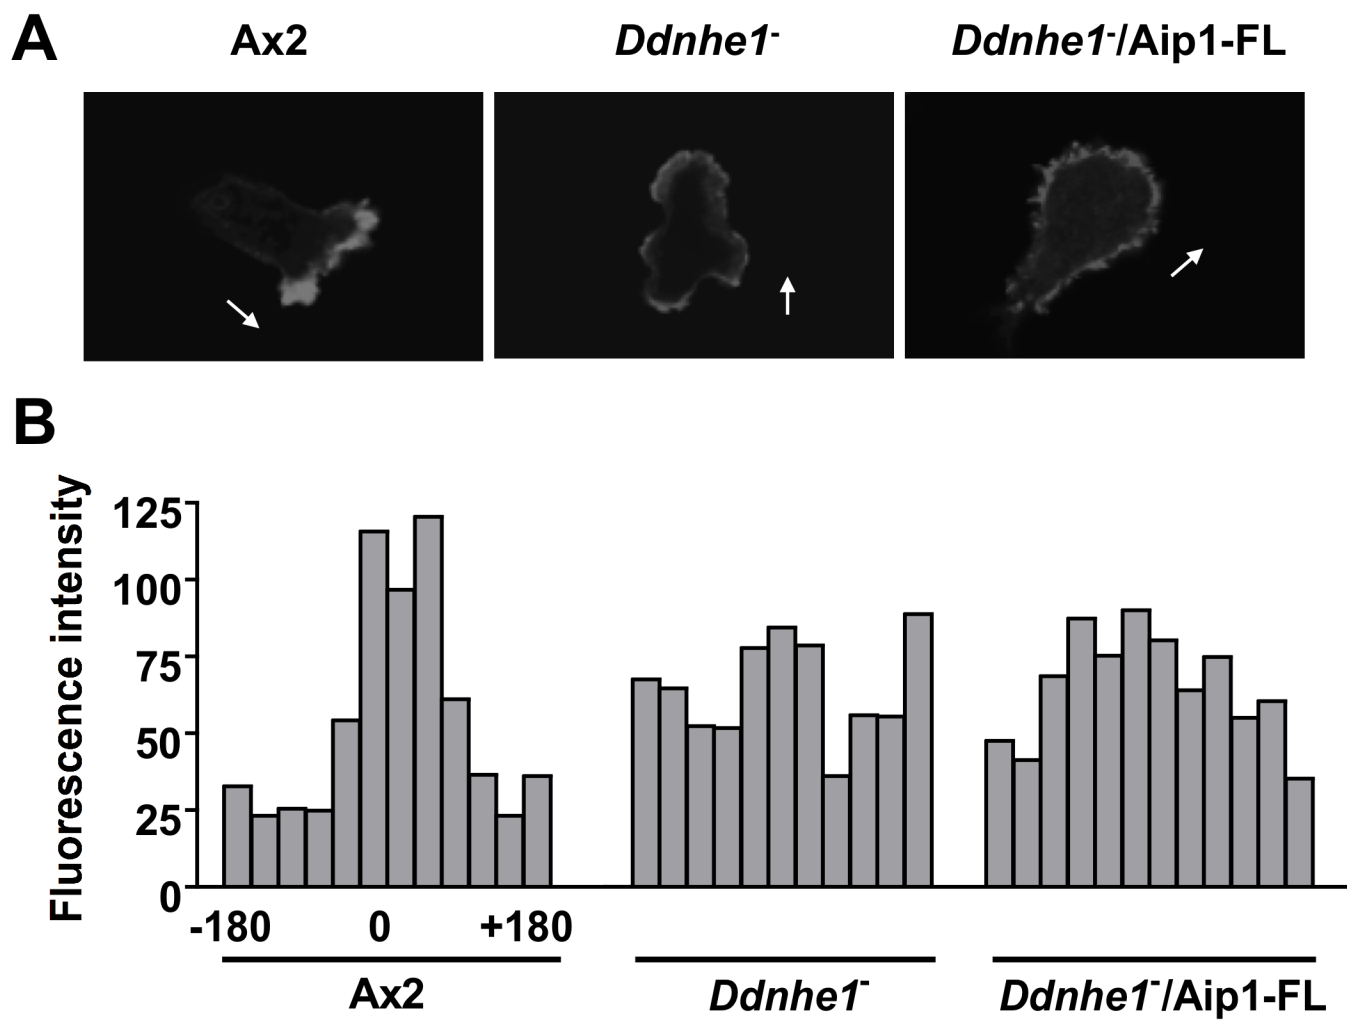 A
Ax2
Ddnhe1-
Ddnhe1-/Aip1-FL
B
Fluorescence intensity
125
100
75
50
25
0
-180 0 +180
Ax2
Ddnhe1-
Ddnhe1-/Aip1-FL